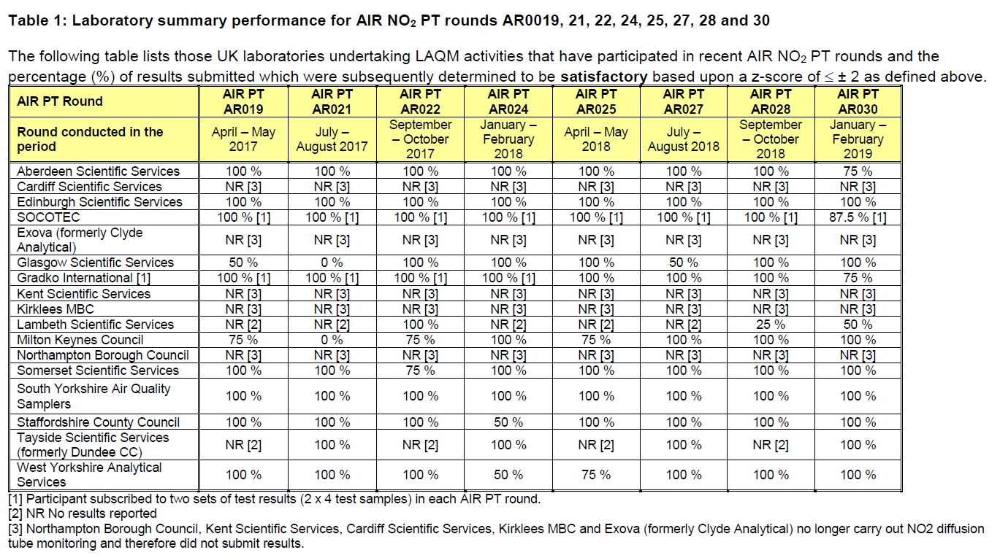 Table 1: Laboratory summary performance for AIR NO₂ PT rounds AR0019, 21, 22, 24, 25, 27, 28 and 30
The following table lists those UK laboratories undertaking LAQM activities that have participated in recent AIR NO₂ PT rounds and the
percentage (%) of results submitted which were subsequently determined to be satisfactory based upon a z-score of ≤ ± 2 as defined above.
AIR PT Round | AIR PT AR019 | AIR PT AR021 | AIR PT AR022 | AIR PT AR024 | AIR PT AR025 | AIR PT AR027 | AIR PT AR028 | AIR PT AR030
Round conducted in the period | April – May 2017 | July – August 2017 | September – October 2017 | January – February 2018 | April – May 2018 | July – August 2018 | September – October 2018 | January – February 2019
Aberdeen Scientific Services | 100 % | 100 % | 100 % | 100 % | 100 % | 100 % | 100 % | 75 %
Cardiff Scientific Services | NR [3] | NR [3] | NR [3] | NR [3] | NR [3] | NR [3] | NR [3] | NR [3]
Edinburgh Scientific Services | 100 % | 100 % | 100 % | 100 % | 100 % | 100 % | 100 % | 100 %
SOCOTEC | 100 % [1] | 100 % [1] | 100 % [1] | 100 % [1] | 100 % [1] | 100 % [1] | 100 % [1] | 87.5 % [1]
Exova (formerly Clyde Analytical) | NR [3] | NR [3] | NR [3] | NR [3] | NR [3] | NR [3] | NR [3] | NR [3]
Glasgow Scientific Services | 50 % | 0 % | 100 % | 100 % | 100 % | 50 % | 100 % | 100 %
Gradko International [1] | 100 % [1] | 100 % [1] | 100 % [1] | 100 % [1] | 100 % | 100 % | 100 % | 75 %
Kent Scientific Services | NR [3] | NR [3] | NR [3] | NR [3] | NR [3] | NR [3] | NR [3] | NR [3]
Kirklees MBC | NR [3] | NR [3] | NR [3] | NR [3] | NR [3] | NR [3] | NR [3] | NR [3]
Lambeth Scientific Services | NR [2] | NR [2] | 100 % | NR [2] | NR [2] | NR [2] | 25 % | 50 %
Milton Keynes Council | 75 % | 0 % | 75 % | 100 % | 75 % | 100 % | 100 % | 100 %
Northampton Borough Council | NR [3] | NR [3] | NR [3] | NR [3] | NR [3] | NR [3] | NR [3] | NR [3]
Somerset Scientific Services | 100 % | 100 % | 75 % | 100 % | 100 % | 100 % | 100 % | 100 %
South Yorkshire Air Quality Samplers | 100 % | 100 % | 100 % | 100 % | 100 % | 100 % | 100 % | 100 %
Staffordshire County Council | 100 % | 100 % | 100 % | 50 % | 100 % | 100 % | 100 % | 100 %
Tayside Scientific Services (formerly Dundee CC) | NR [2] | 100 % | NR [2] | 100 % | NR [2] | 100 % | NR [2] | 100 %
West Yorkshire Analytical Services | 100 % | 100 % | 100 % | 50 % | 75 % | 100 % | 100 % | 100 %
[1] Participant subscribed to two sets of test results (2 x 4 test samples) in each AIR PT round.
[2] NR No results reported
[3] Northampton Borough Council, Kent Scientific Services, Cardiff Scientific Services, Kirklees MBC and Exova (formerly Clyde Analytical) no longer carry out NO2 diffusion
tube monitoring and therefore did not submit results.